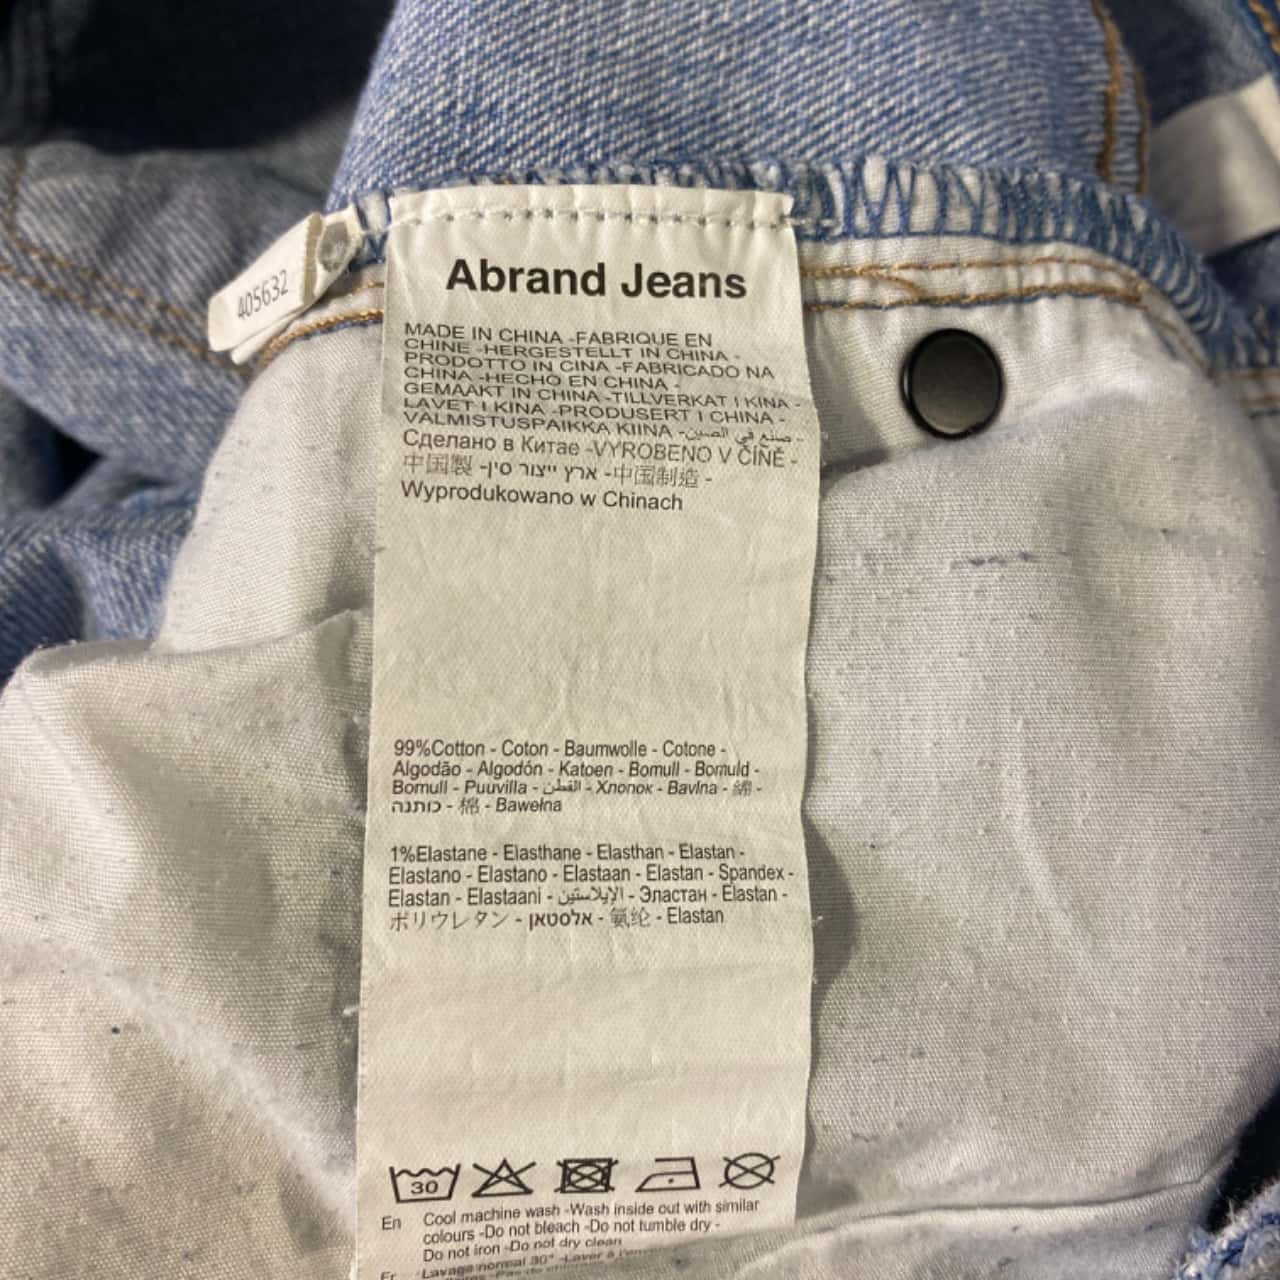 405632
Abrand Jeans
MADE IN CHINA -FABRIQUE EN
CHINE -HERGESTELLT IN CHINA -
PRODOTTO IN CINA -FABRICADO NA
CHINA -HECHO EN CHINA -
GEMAAKT IN CHINA -TILLVERKAT I KINA -
LAVET I KINA -PRODUSERT I CHINA -
VALMISTUSPAIKKA KIINA -صنع في الصين -
Сделано в Китае -VYROBENO V ČÍNĚ -
中国製 -ארץ ייצור סין -中国制造 -
Wyprodukowano w Chinach
99%Cotton - Coton - Baumwolle - Cotone -
Algodão - Algodón - Katoen - Bomull - Bomuld -
Bomull - Puuvilla - القطن - Хлопок - Bavlna - 綿 -
כותנה - 棉 - Bawełna
1%Elastane - Elasthane - Elasthan - Elastan -
Elastano - Elastano - Elastaan - Elastan - Spandex -
Elastan - Elastaani - الإيلاستين - Эластан - Elastan -
ポリウレタン - אלסטאן - 氨纶 - Elastan
30
En Cool machine wash -Wash inside out with similar
colours -Do not bleach -Do not tumble dry -
Do not iron -Do not dry clean
Fr Lavage normal 30° -Laver à